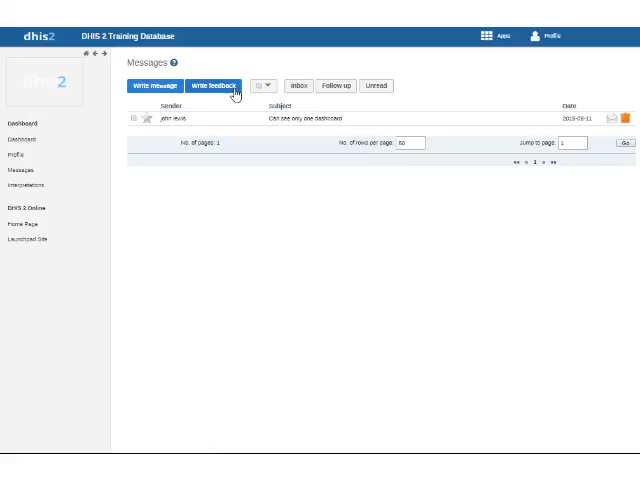 dhis2 DHIS 2 Training Database Apps Profile
Messages ?
dhis2
Write message Write feedback Inbox Follow up Unread
Sender Subject Date
john lewis Can see only one dashboard 2015-08-11
Dashboard
Dashboard
Profile
Messages
Interpretations
DHIS 2 Online
Home Page
Launchpad Site
No. of pages: 1 No. of rows per page: 50 Jump to page: 1 Go
«« « 1 » »»